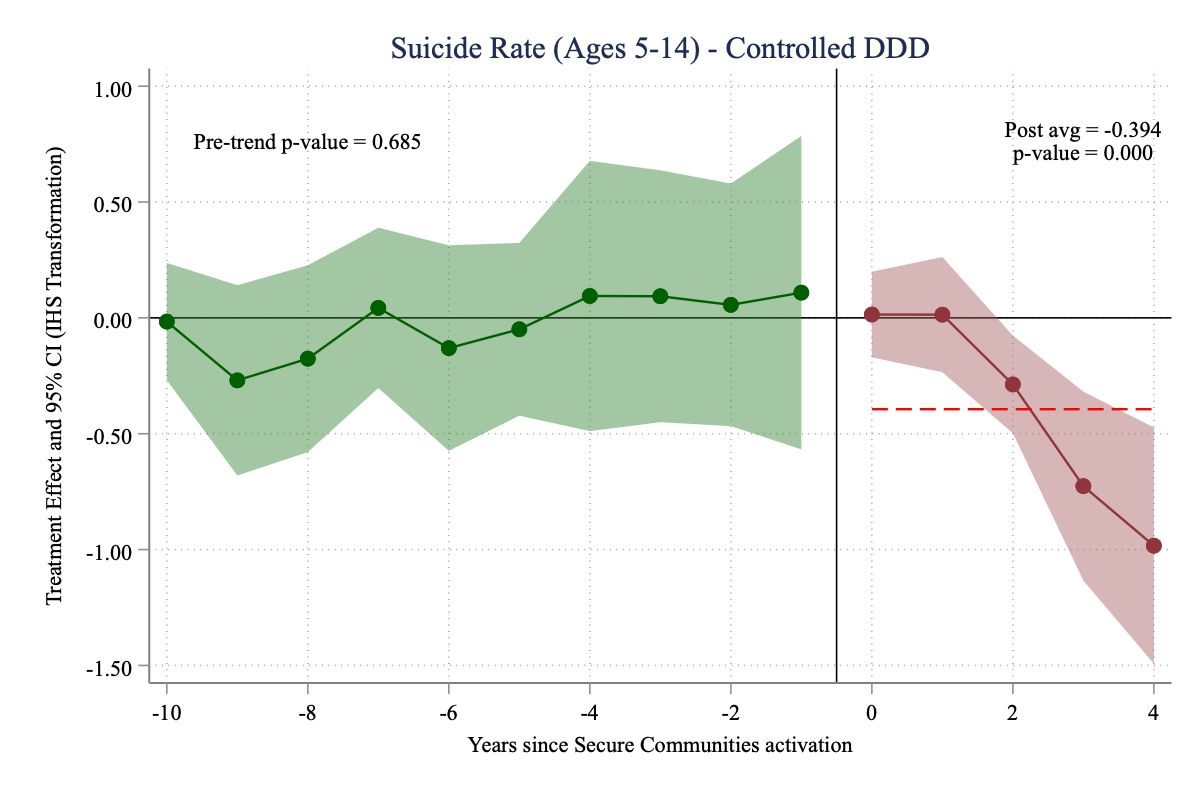 Suicide Rate (Ages 5-14) - Controlled DDD
Pre-trend p-value = 0.685
Post avg = -0.394
p-value = 0.000
Treatment Effect and 95% CI (IHS Transformation)
1.00
0.50
0.00
-0.50
-1.00
-1.50
-10 -8 -6 -4 -2 0 2 4
Years since Secure Communities activation